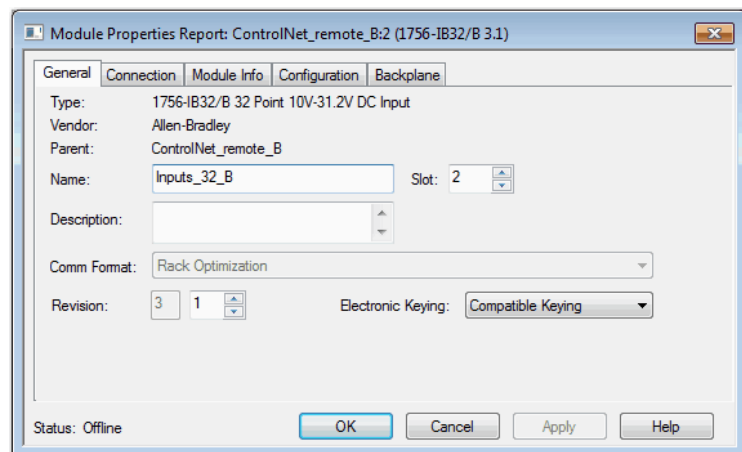 Module Properties Report: ControlNet_remote_B:2 (1756-IB32/B 3.1)
General Connection Module Info Configuration Backplane
Type: 1756-IB32/B 32 Point 10V-31.2V DC Input
Vendor: Allen-Bradley
Parent: ControlNet_remote_B
Name: Inputs_32_B Slot: 2
Description:
Comm Format: Rack Optimization
Revision: 3 1 Electronic Keying: Compatible Keying
Status: Offline OK Cancel Apply Help